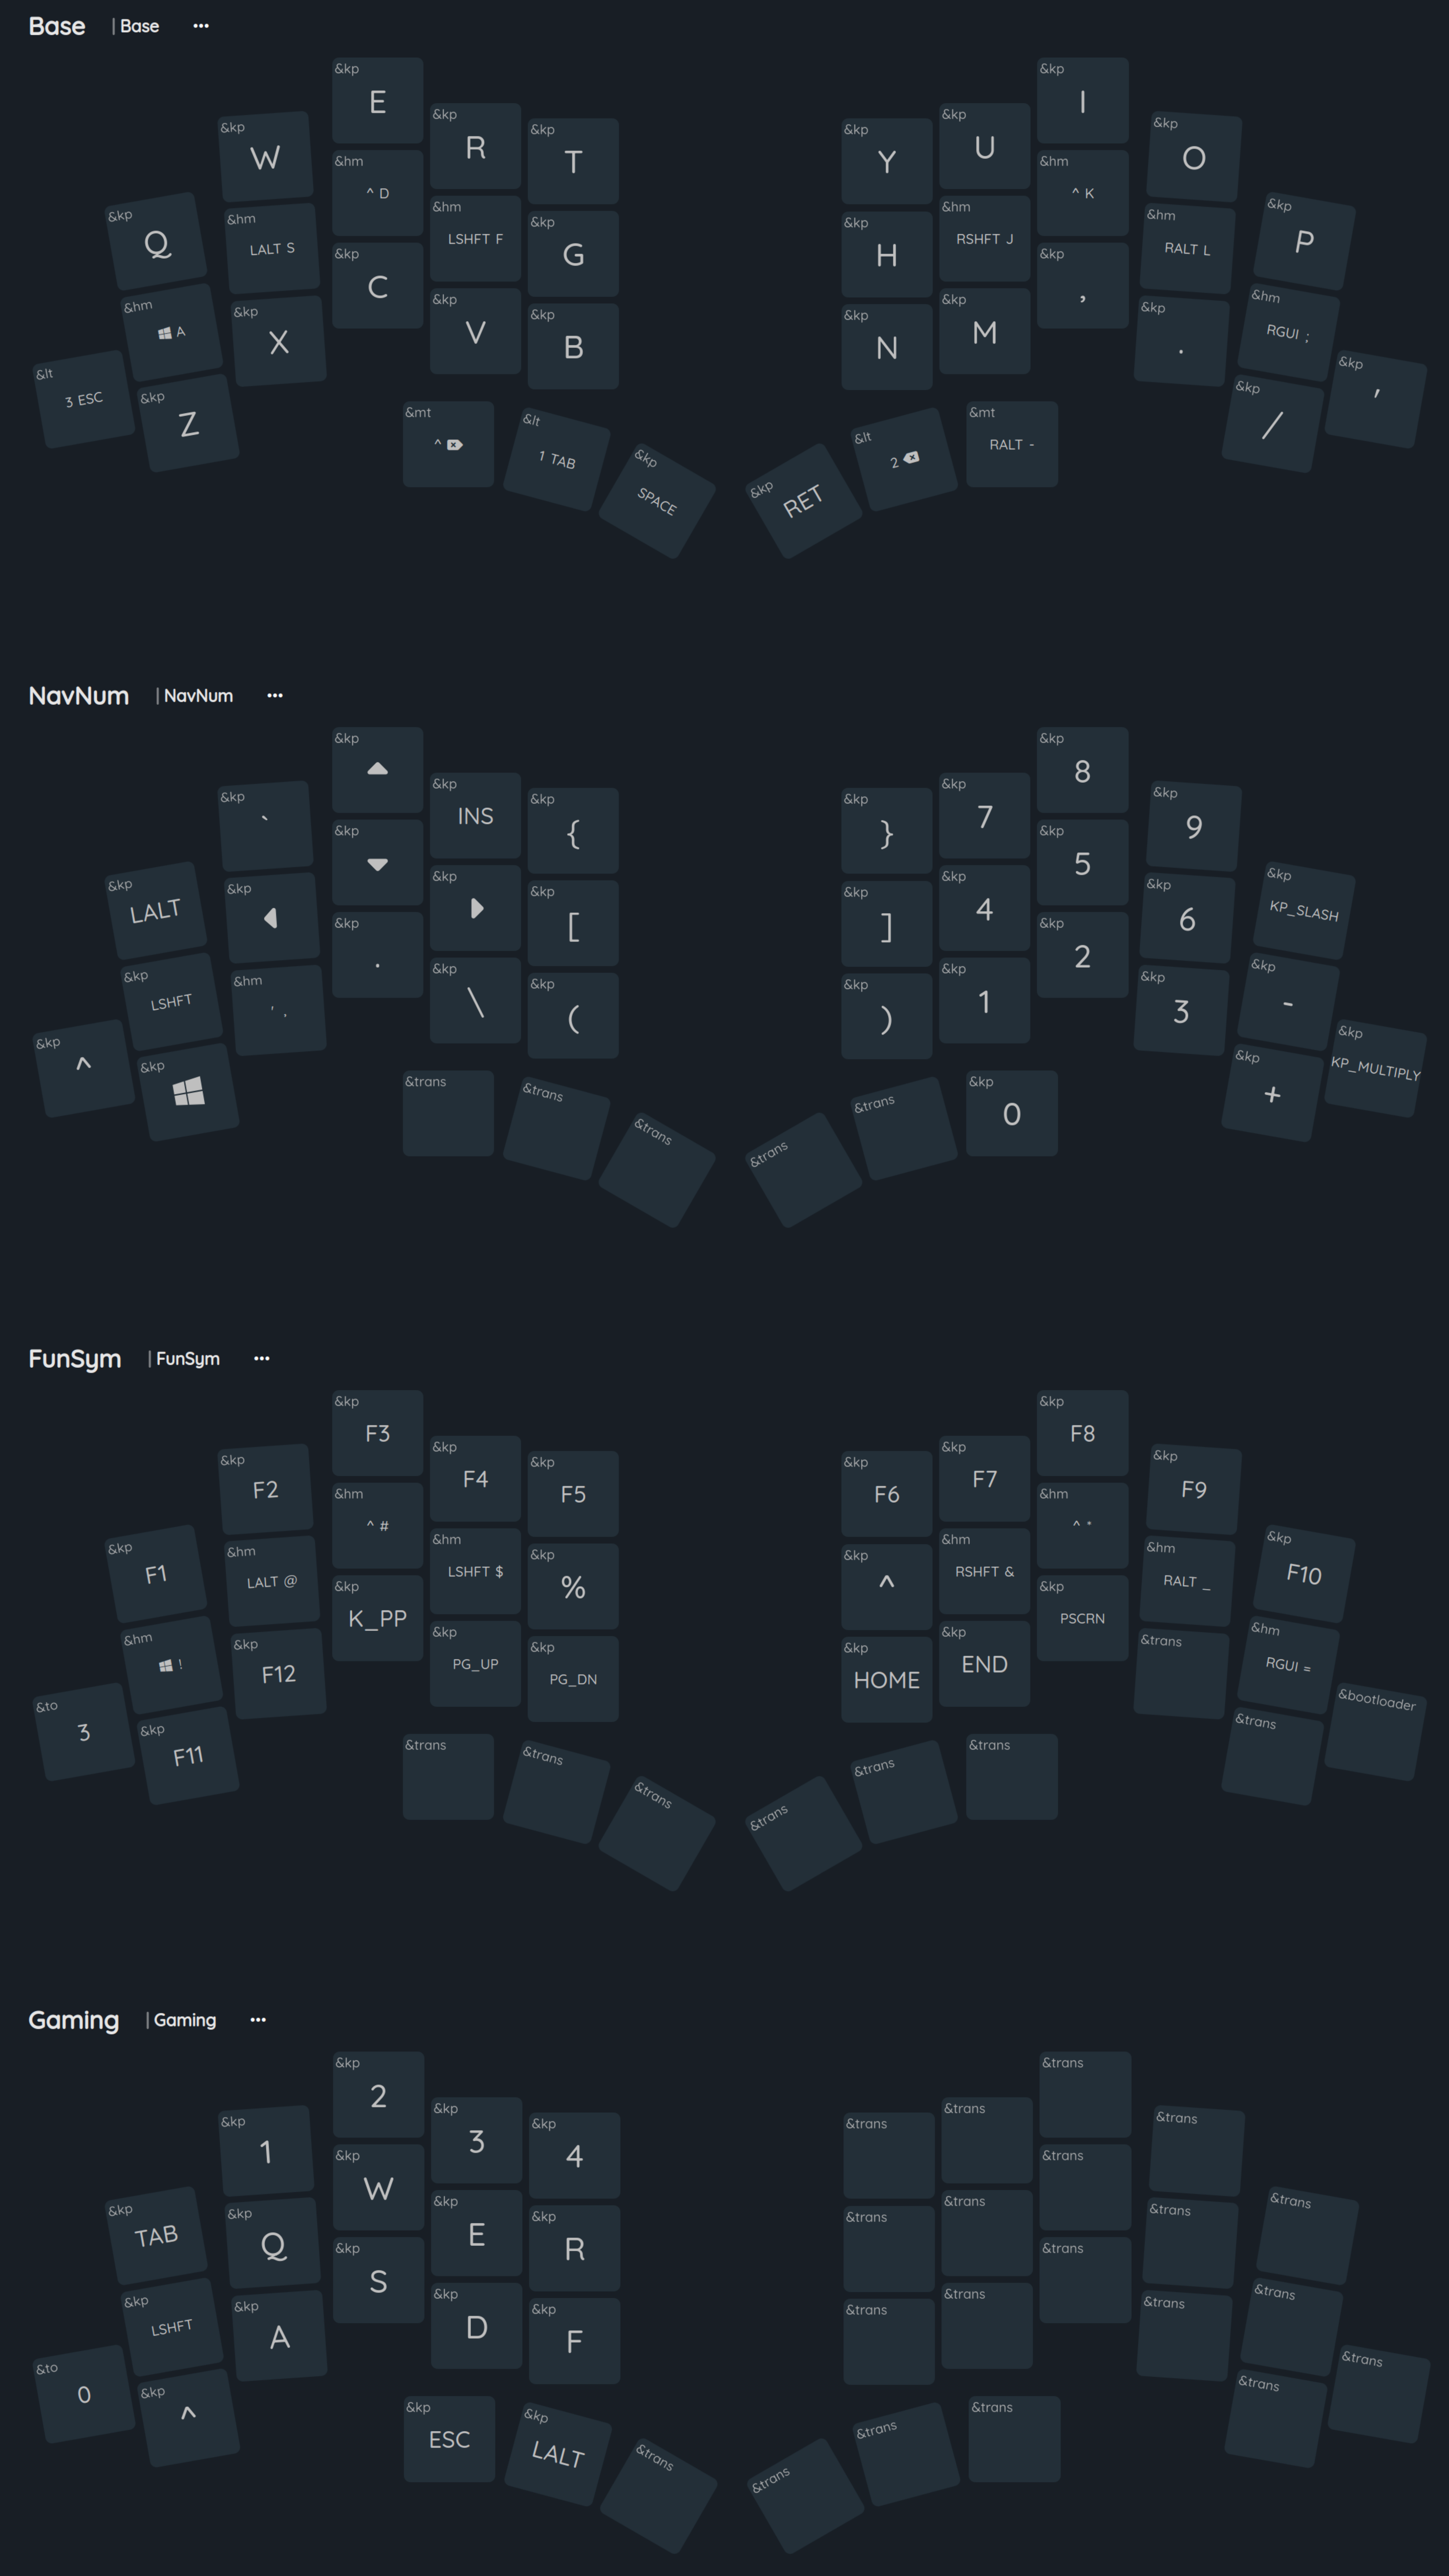 Base | Base •••
&kp E
&kp I
&kp R
&kp U
&kp W
&kp O
&kp T
&kp Y
&hm ^ D
&hm ^ K
&kp Q
&kp P
&hm LSHFT F
&hm RSHFT J
&hm LALT S
&hm RALT L
&kp G
&kp H
&kp C
&kp ,
&hm A
&hm RGUI ;
&kp V
&kp M
&kp X
&kp .
&kp B
&kp N
&lt 3 ESC
&kp '
&kp Z
&kp /
&mt ^
&lt 1 TAB
&kp SPACE
&kp RET
&lt 2
&mt RALT -
NavNum | NavNum •••
&kp
&kp 8
&kp INS
&kp 7
&kp `
&kp 9
&kp {
&kp }
&kp
&kp 5
&kp LALT
&kp KP_SLASH
&kp
&kp 4
&kp
&kp 6
&kp [
&kp ]
&kp .
&kp 2
&kp LSHFT
&kp -
&kp \
&kp 1
&hm ' ,
&kp 3
&kp (
&kp )
&kp ^
&kp KP_MULTIPLY
&kp
&kp +
&trans
&trans
&trans
&trans
&trans
&kp 0
FunSym | FunSym •••
&kp F3
&kp F8
&kp F4
&kp F7
&kp F2
&kp F9
&kp F5
&kp F6
&hm ^ #
&hm ^ *
&kp F1
&kp F10
&hm LSHFT $
&hm RSHFT &
&hm LALT @
&hm RALT _
&kp %
&kp ^
&kp K_PP
&kp PSCRN
&hm !
&hm RGUI =
&kp PG_UP
&kp END
&kp F12
&trans
&kp PG_DN
&kp HOME
&to 3
&bootloader
&kp F11
&trans
&trans
&trans
&trans
&trans
&trans
&trans
Gaming | Gaming •••
&kp 2
&trans
&kp 3
&trans
&kp 1
&trans
&kp 4
&trans
&kp W
&trans
&kp TAB
&trans
&kp E
&trans
&kp Q
&trans
&kp R
&trans
&kp S
&trans
&kp LSHFT
&trans
&kp D
&trans
&kp A
&trans
&kp F
&trans
&to 0
&trans
&kp ^
&trans
&kp ESC
&kp LALT
&trans
&trans
&trans
&trans